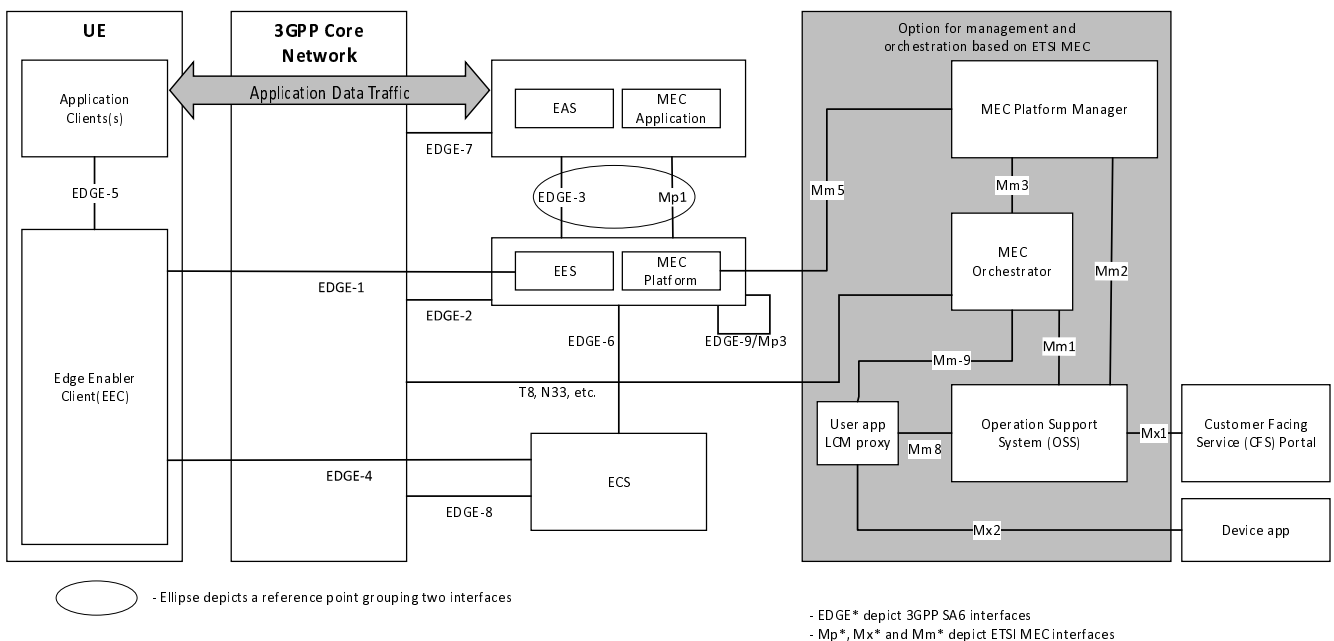 UE
3GPP Core
Network
Option for management and
orchestration based on ETSI MEC
Application
Clients(s)
Application Data Traffic
EAS
MEC
Application
MEC Platform Manager
EDGE-7
EDGE-5
EDGE-3
Mp1
Mm5
Mm3
MEC
Orchestrator
Mm2
EES
MEC
Platform
EDGE-1
EDGE-2
EDGE-6
EDGE-9/Mp3
Mm1
Mm-9
Edge Enabler
Client(EEC)
T8, N33, etc.
User app
LCM proxy
Mm8
Operation Support
System (OSS)
Mx1
Customer Facing
Service (CFS) Portal
EDGE-4
ECS
EDGE-8
Mx2
Device app
- Ellipse depicts a reference point grouping two interfaces
- EDGE* depict 3GPP SA6 interfaces
- Mp*, Mx* and Mm* depict ETSI MEC interfaces